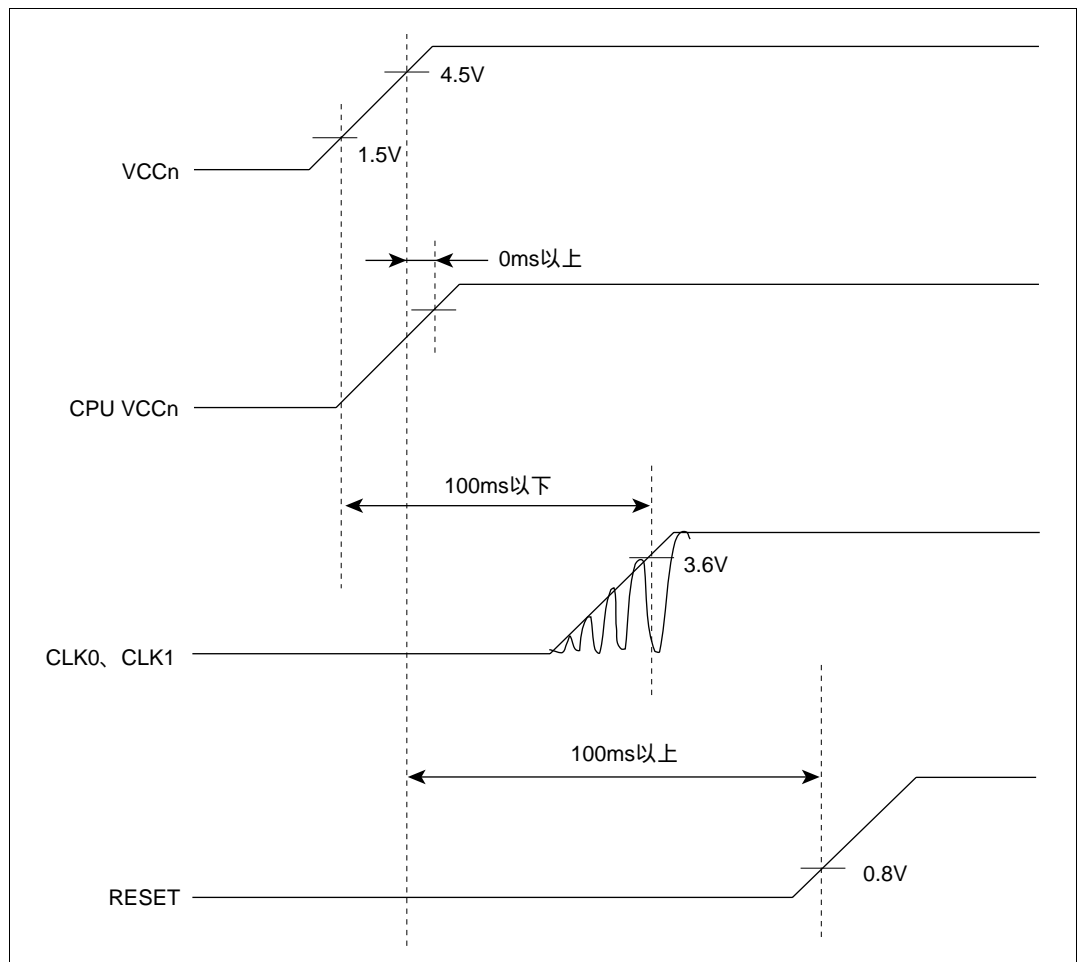 4.5V
1.5V
VCCn
0ms以上
CPU VCCn
100ms以下
3.6V
CLK0、CLK1
100ms以上
0.8V
RESET